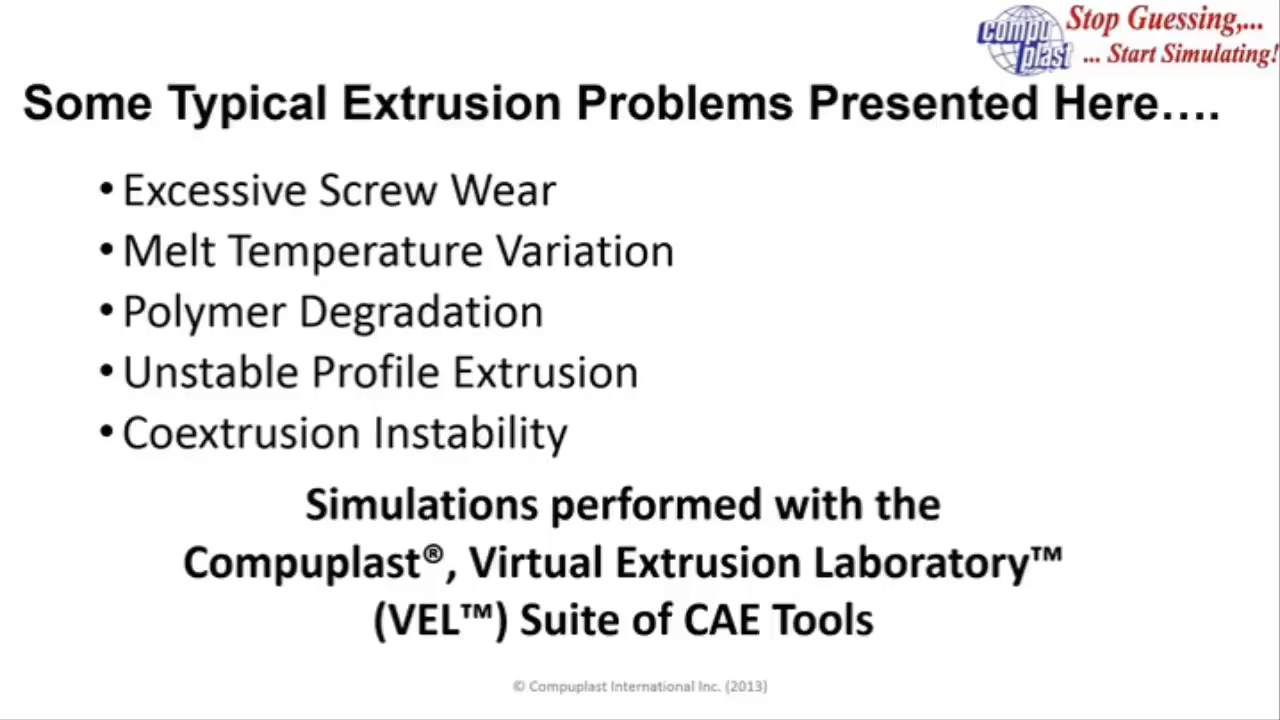 compu plast
Stop Guessing,...
... Start Simulating!
Some Typical Extrusion Problems Presented Here….
• Excessive Screw Wear
• Melt Temperature Variation
• Polymer Degradation
• Unstable Profile Extrusion
• Coextrusion Instability
Simulations performed with the
Compuplast®, Virtual Extrusion Laboratory™
(VEL™) Suite of CAE Tools
© Compuplast International Inc. (2013)